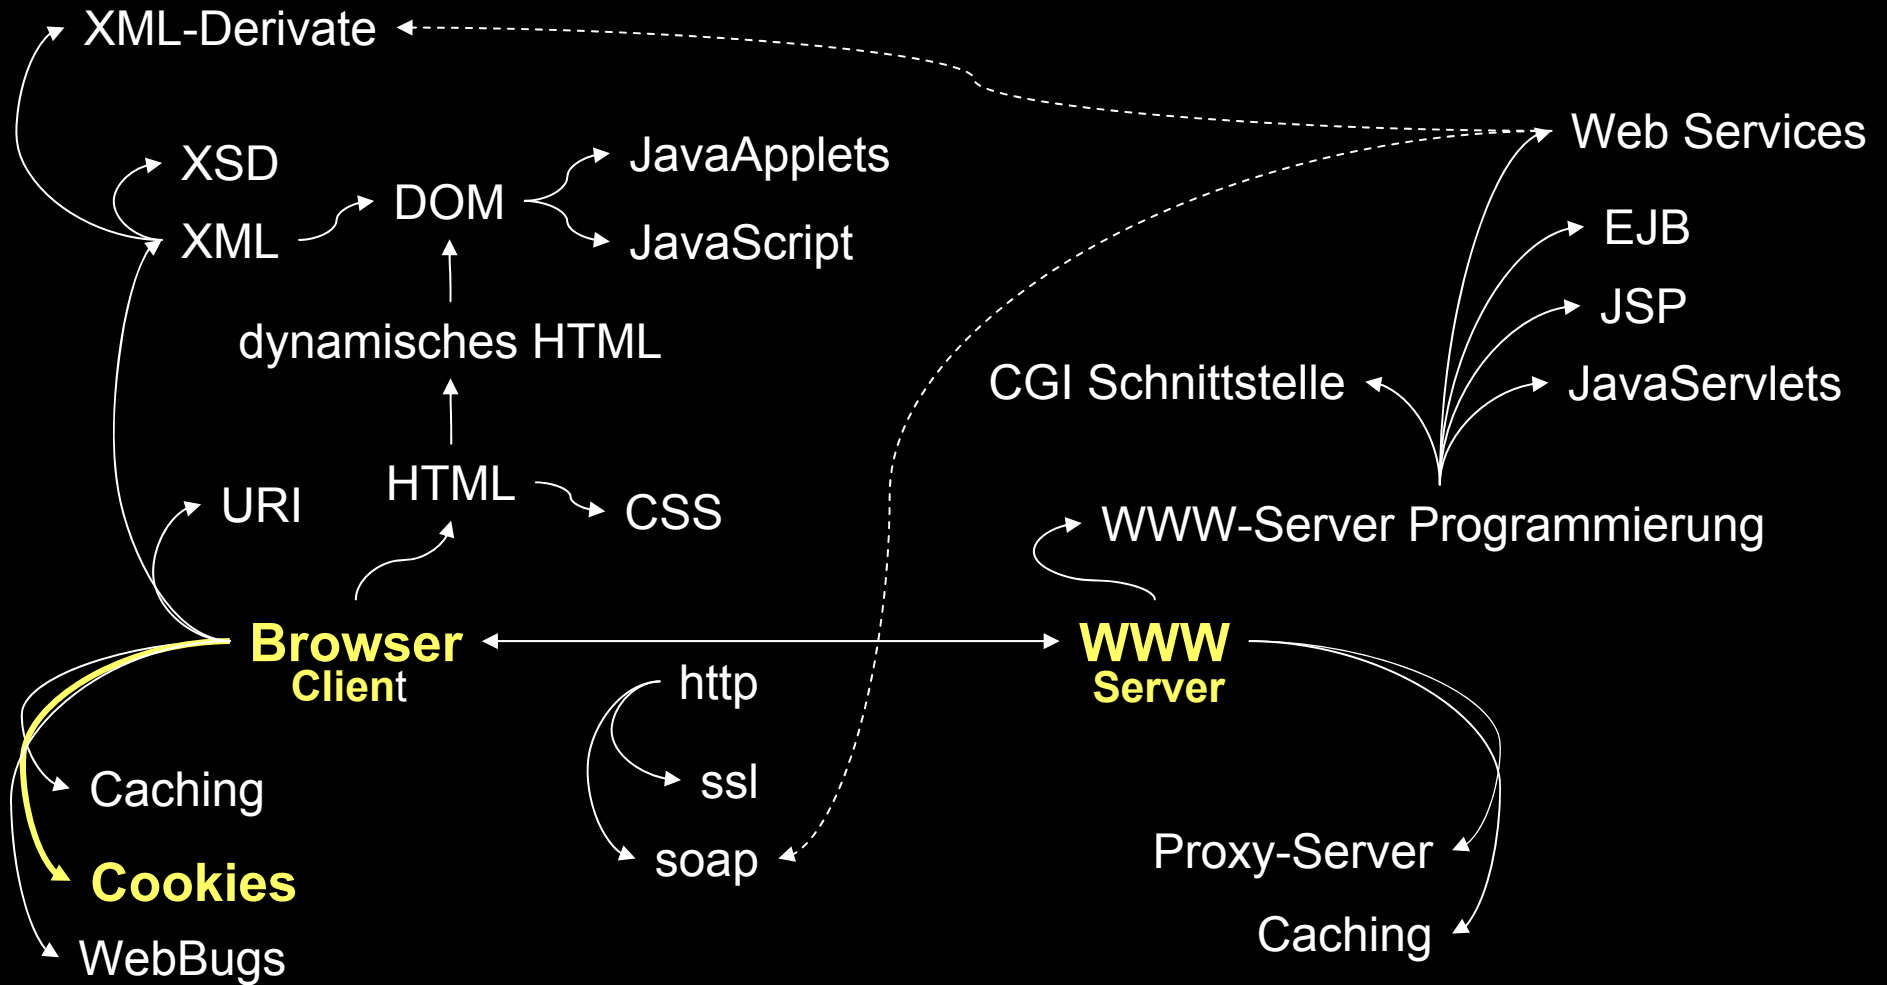 XML-Derivate
Web Services
XSD
JavaApplets
DOM
XML
JavaScript
EJB
JSP
dynamisches HTML
CGI Schnittstelle
JavaServlets
HTML
URI
CSS
WWW-Server Programmierung
Browser
Client
WWW
Server
http
ssl
Caching
soap
Proxy-Server
Cookies
Caching
WebBugs